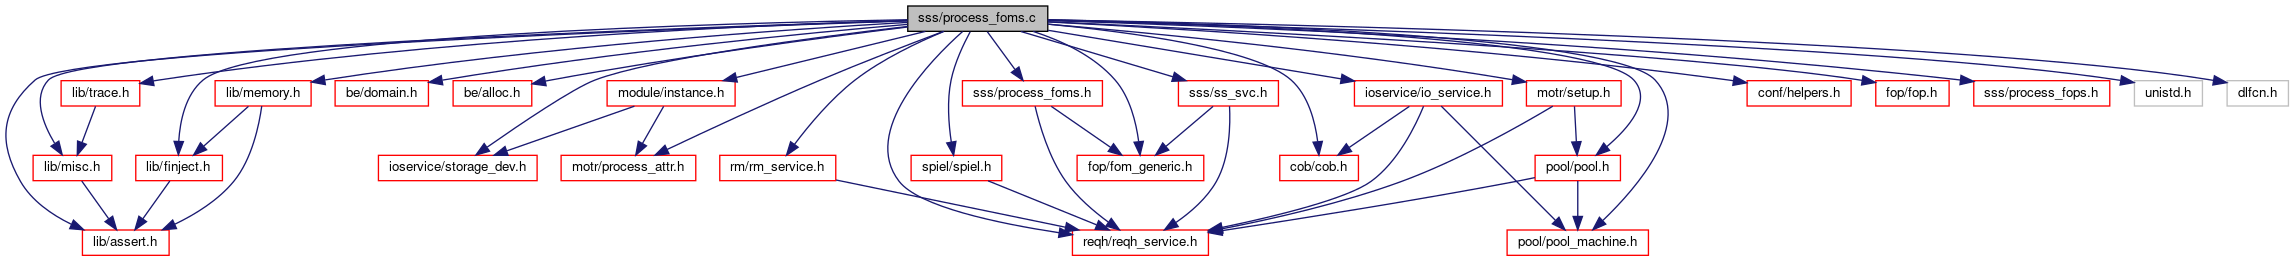 sss/process_foms.c
lib/trace.h
lib/memory.h
be/domain.h
be/alloc.h
module/instance.h
sss/process_foms.h
sss/ss_svc.h
ioservice/io_service.h
motr/setup.h
conf/helpers.h
fop/fop.h
sss/process_fops.h
unistd.h
dlfcn.h
lib/misc.h
lib/finject.h
ioservice/storage_dev.h
motr/process_attr.h
rm/rm_service.h
spiel/spiel.h
fop/fom_generic.h
cob/cob.h
pool/pool.h
lib/assert.h
reqh/reqh_service.h
pool/pool_machine.h